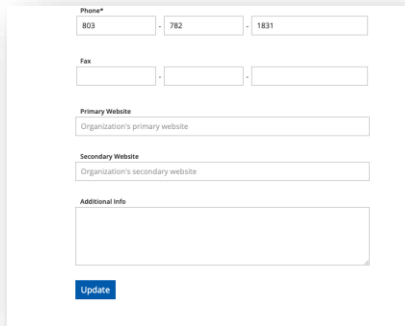 Phone*
803 - 782 - 1831
Fax
- -
Primary Website
Organization's primary website
Secondary Website
Organization's secondary website
Additional Info
Update